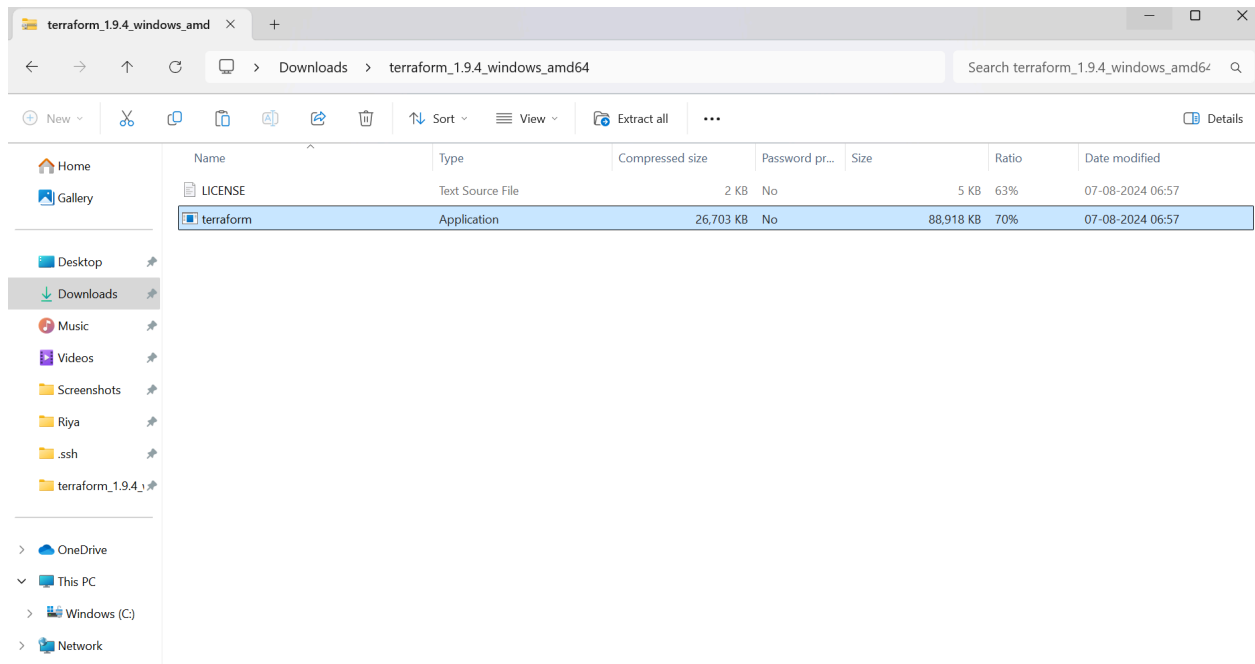 terraform_1.9.4_windows_amd
Downloads > terraform_1.9.4_windows_amd64
Search terraform_1.9.4_windows_amd64
New Sort View Extract all ... Details
Name Type Compressed size Password pr... Size Ratio Date modified
LICENSE Text Source File 2 KB No 5 KB 63% 07-08-2024 06:57
terraform Application 26,703 KB No 88,918 KB 70% 07-08-2024 06:57
Home
Gallery
Desktop
Downloads
Music
Videos
Screenshots
Riya
.ssh
terraform_1.9.4_
OneDrive
This PC
Windows (C:)
Network